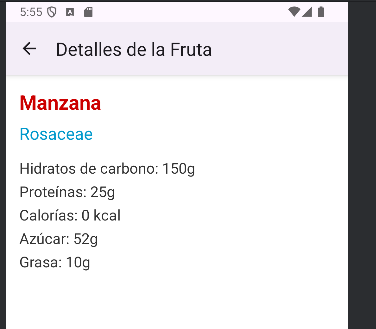 5:55
Detalles de la Fruta
Manzana
Rosaceae
Hidratos de carbono: 150g
Proteínas: 25g
Calorías: 0 kcal
Azúcar: 52g
Grasa: 10g